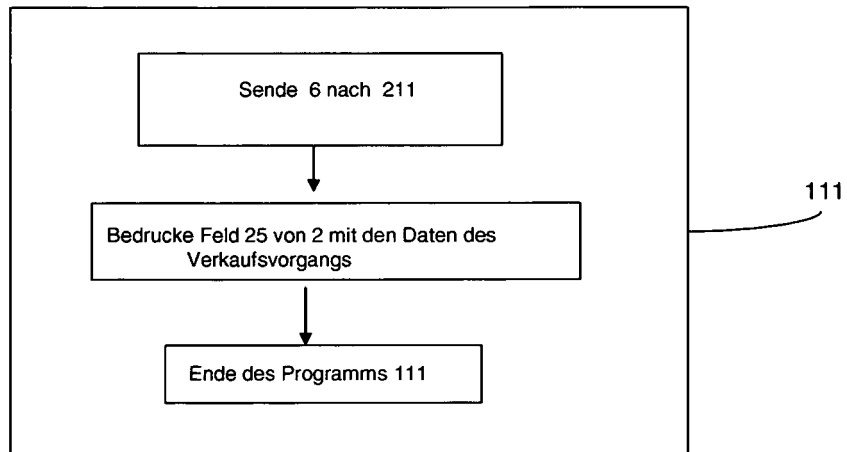 Sende 6 nach 211
111
Bedrucke Feld 25 von 2 mit den Daten des
Verkaufsvorgangs
Ende des Programms 111